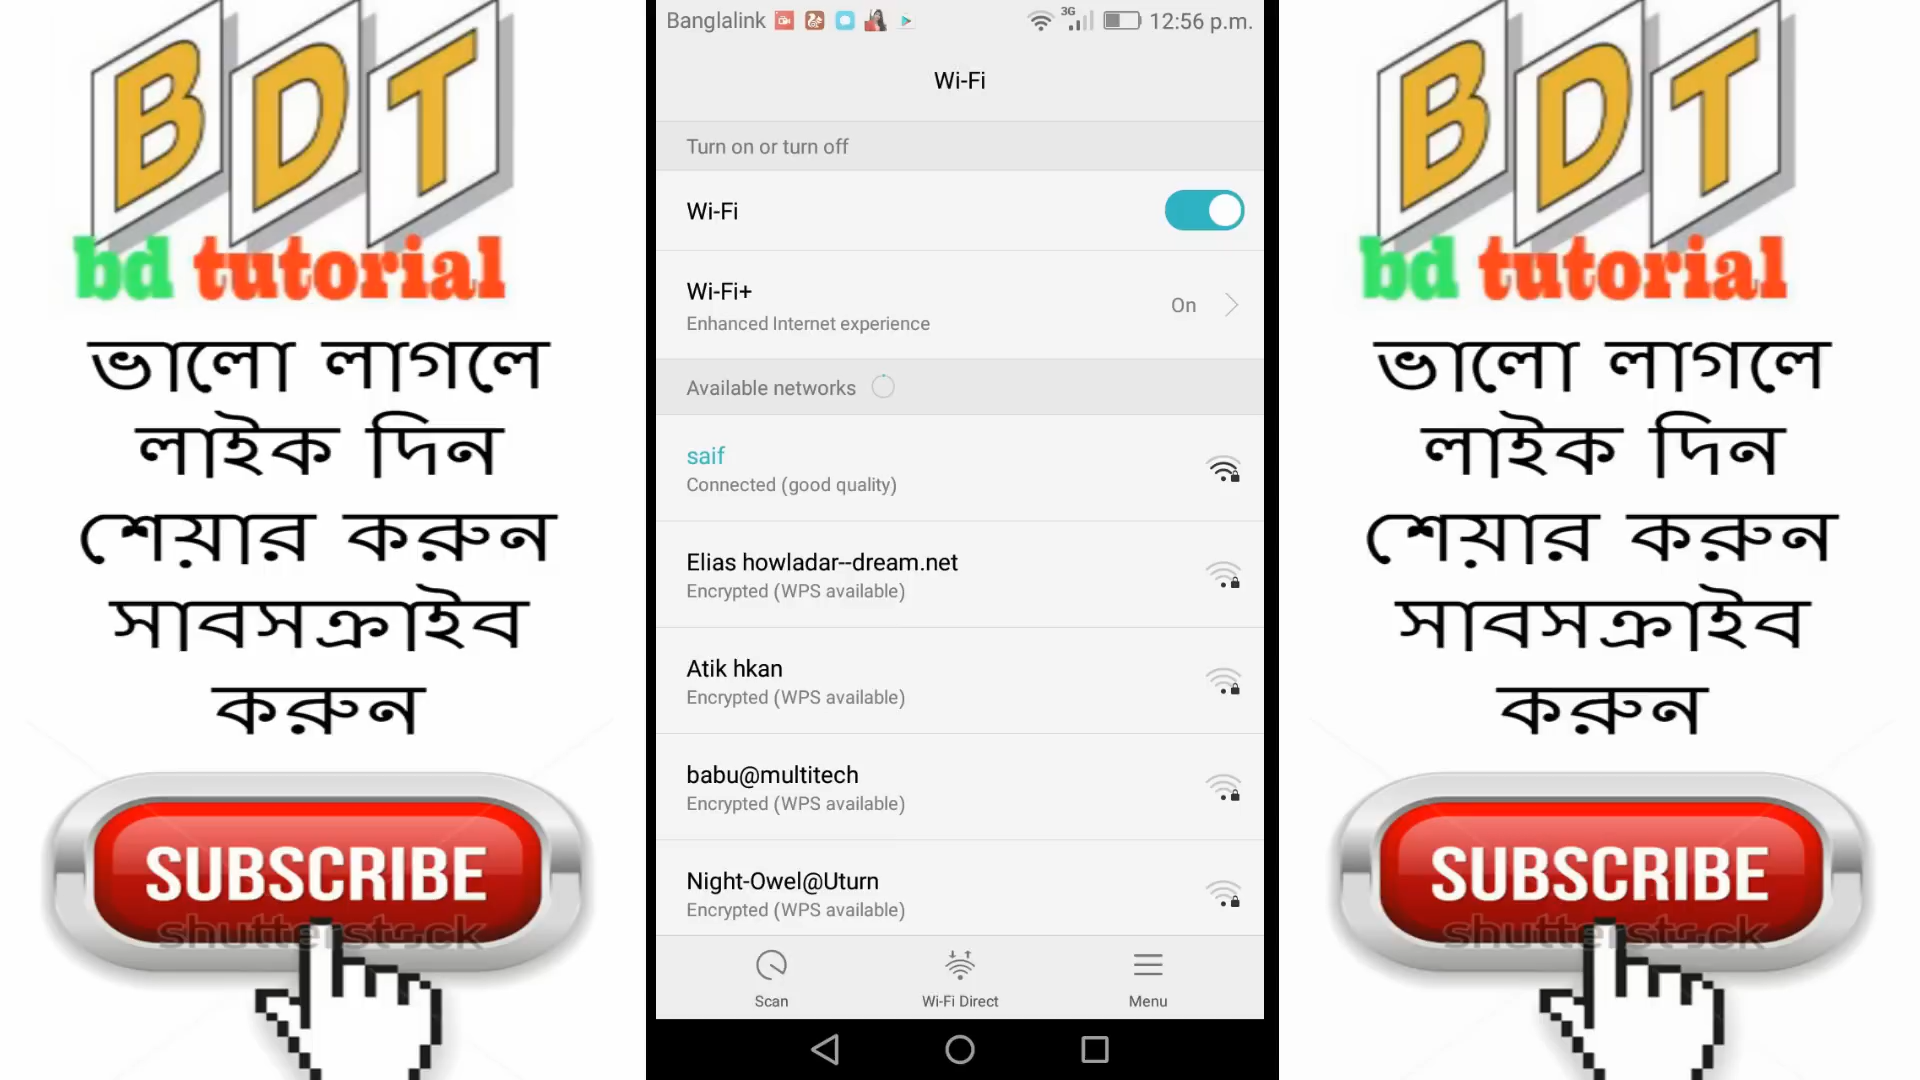 BDT
bd tutorial
ভালো লাগলে
লাইক দিন
শেয়ার করুন
সাবসক্রাইব
করুন
SUBSCRIBE
shutterstock
Banglalink
3G
12:56 p.m.
Wi-Fi
Turn on or turn off
Wi-Fi
Wi-Fi+
On
Enhanced Internet experience
Available networks
saif
Connected (good quality)
Elias howladar--dream.net
Encrypted (WPS available)
Atik hkan
Encrypted (WPS available)
babu@multitech
Encrypted (WPS available)
Night-Owel@Uturn
Encrypted (WPS available)
Scan
Wi-Fi Direct
Menu
BDT
bd tutorial
ভালো লাগলে
লাইক দিন
শেয়ার করুন
সাবসক্রাইব
করুন
SUBSCRIBE
shutterstock